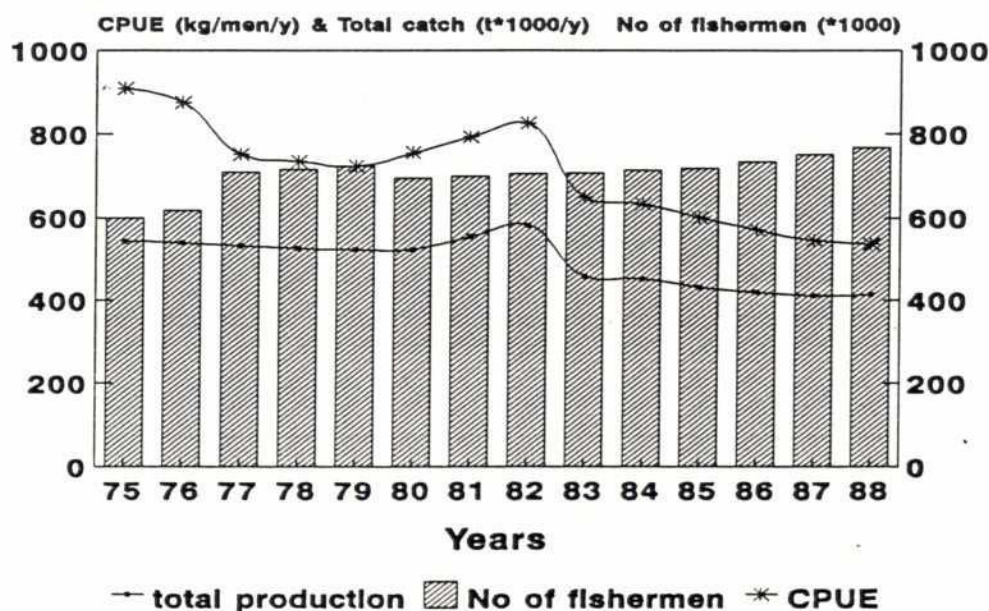 CPUE (kg/men/y) & Total catch (t*1000/y) No of fishermen (*1000)
1000 1000
800 800
600 600
400 400
200 200
0 0
75 76 77 78 79 80 81 82 83 84 85 86 87 88
Years
total production No of fishermen CPUE